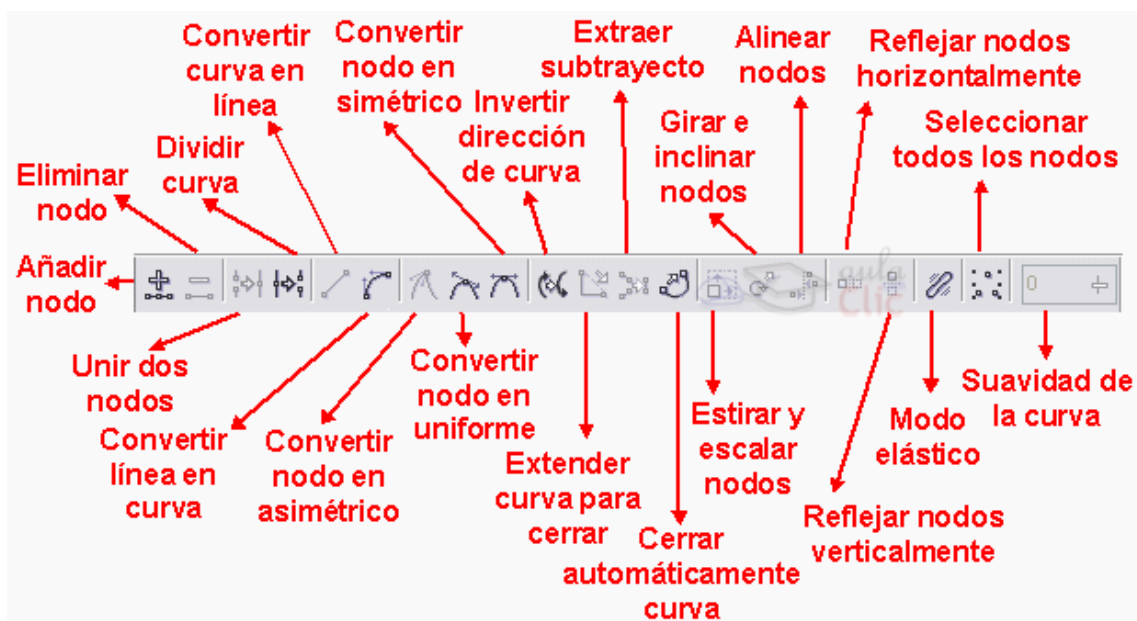 Convertir
curva en
línea
Convertir
nodo en
simétrico
Extraer
subtrayecto
Alinear
nodos
Reflejar nodos
horizontalmente
Invertir
dirección
de curva
Girar e
inclinar
nodos
Seleccionar
todos los nodos
Dividir
curva
Eliminar
nodo
Añadir
nodo
aula
Clic
0
Unir dos
nodos
Convertir
línea en
curva
Convertir
nodo en
asimétrico
Convertir
nodo en
uniforme
Extender
curva para
cerrar
Cerrar
automáticamente
curva
Estirar y
escalar
nodos
Reflejar nodos
verticalmente
Modo
elástico
Suavidad de
la curva